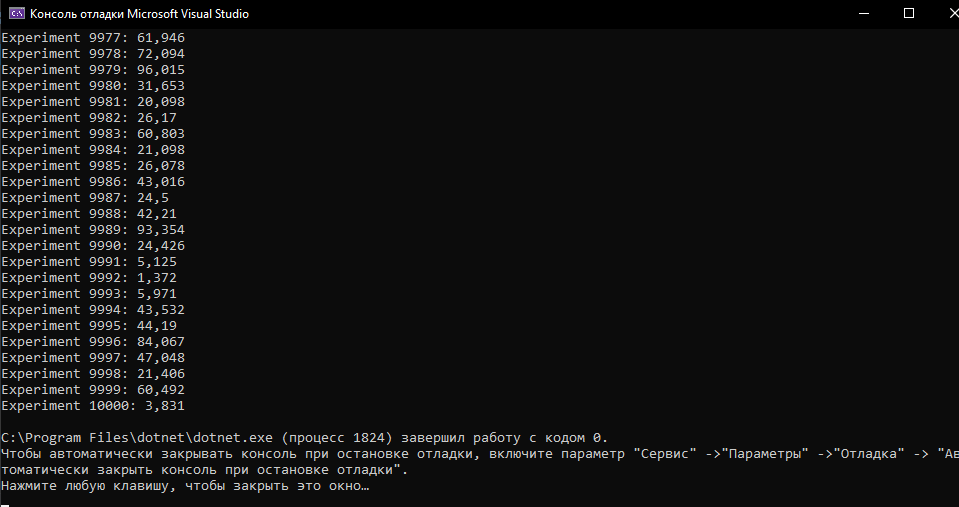 Консоль отладки Microsoft Visual Studio
Experiment 9977: 61,946
Experiment 9978: 72,094
Experiment 9979: 96,015
Experiment 9980: 31,653
Experiment 9981: 20,098
Experiment 9982: 26,17
Experiment 9983: 60,803
Experiment 9984: 21,098
Experiment 9985: 26,078
Experiment 9986: 43,016
Experiment 9987: 24,5
Experiment 9988: 42,21
Experiment 9989: 93,354
Experiment 9990: 24,426
Experiment 9991: 5,125
Experiment 9992: 1,372
Experiment 9993: 5,971
Experiment 9994: 43,532
Experiment 9995: 44,19
Experiment 9996: 84,067
Experiment 9997: 47,048
Experiment 9998: 21,406
Experiment 9999: 60,492
Experiment 10000: 3,831
C:\Program Files\dotnet\dotnet.exe (процесс 1824) завершил работу с кодом 0.
Чтобы автоматически закрывать консоль при остановке отладки, включите параметр "Сервис" ->"Параметры" ->"Отладка" -> "Ав
томатически закрыть консоль при остановке отладки".
Нажмите любую клавишу, чтобы закрыть это окно…